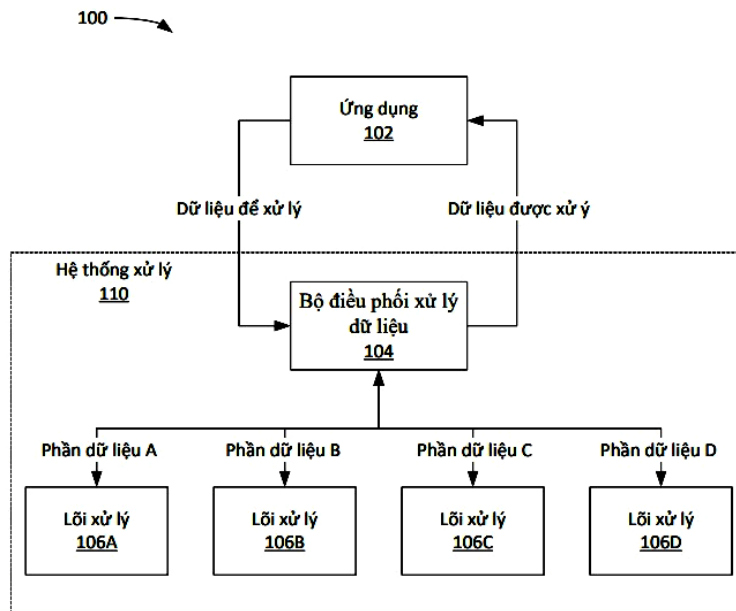 100
Ứng dụng
102
Dữ liệu để xử lý
Dữ liệu được xử ý
Hệ thống xử lý
110
Bộ điều phối xử lý
dữ liệu
104
Phần dữ liệu A
Phần dữ liệu B
Phần dữ liệu C
Phần dữ liệu D
Lõi xử lý
106A
Lõi xử lý
106B
Lõi xử lý
106C
Lõi xử lý
106D